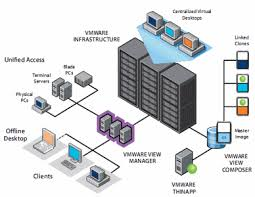 Centralized Virtual
Desktops
VMWARE
INFRASTRUCTURE
Linked
Clones
Unified Access
Terminal
Servers
Blade
PCs
Physical
PCs
Offline
Desktop
Master
Image
VMWARE VIEW
MANAGER
VMWARE
VIEW
COMPOSER
Clients
VMWARE
THINAPP